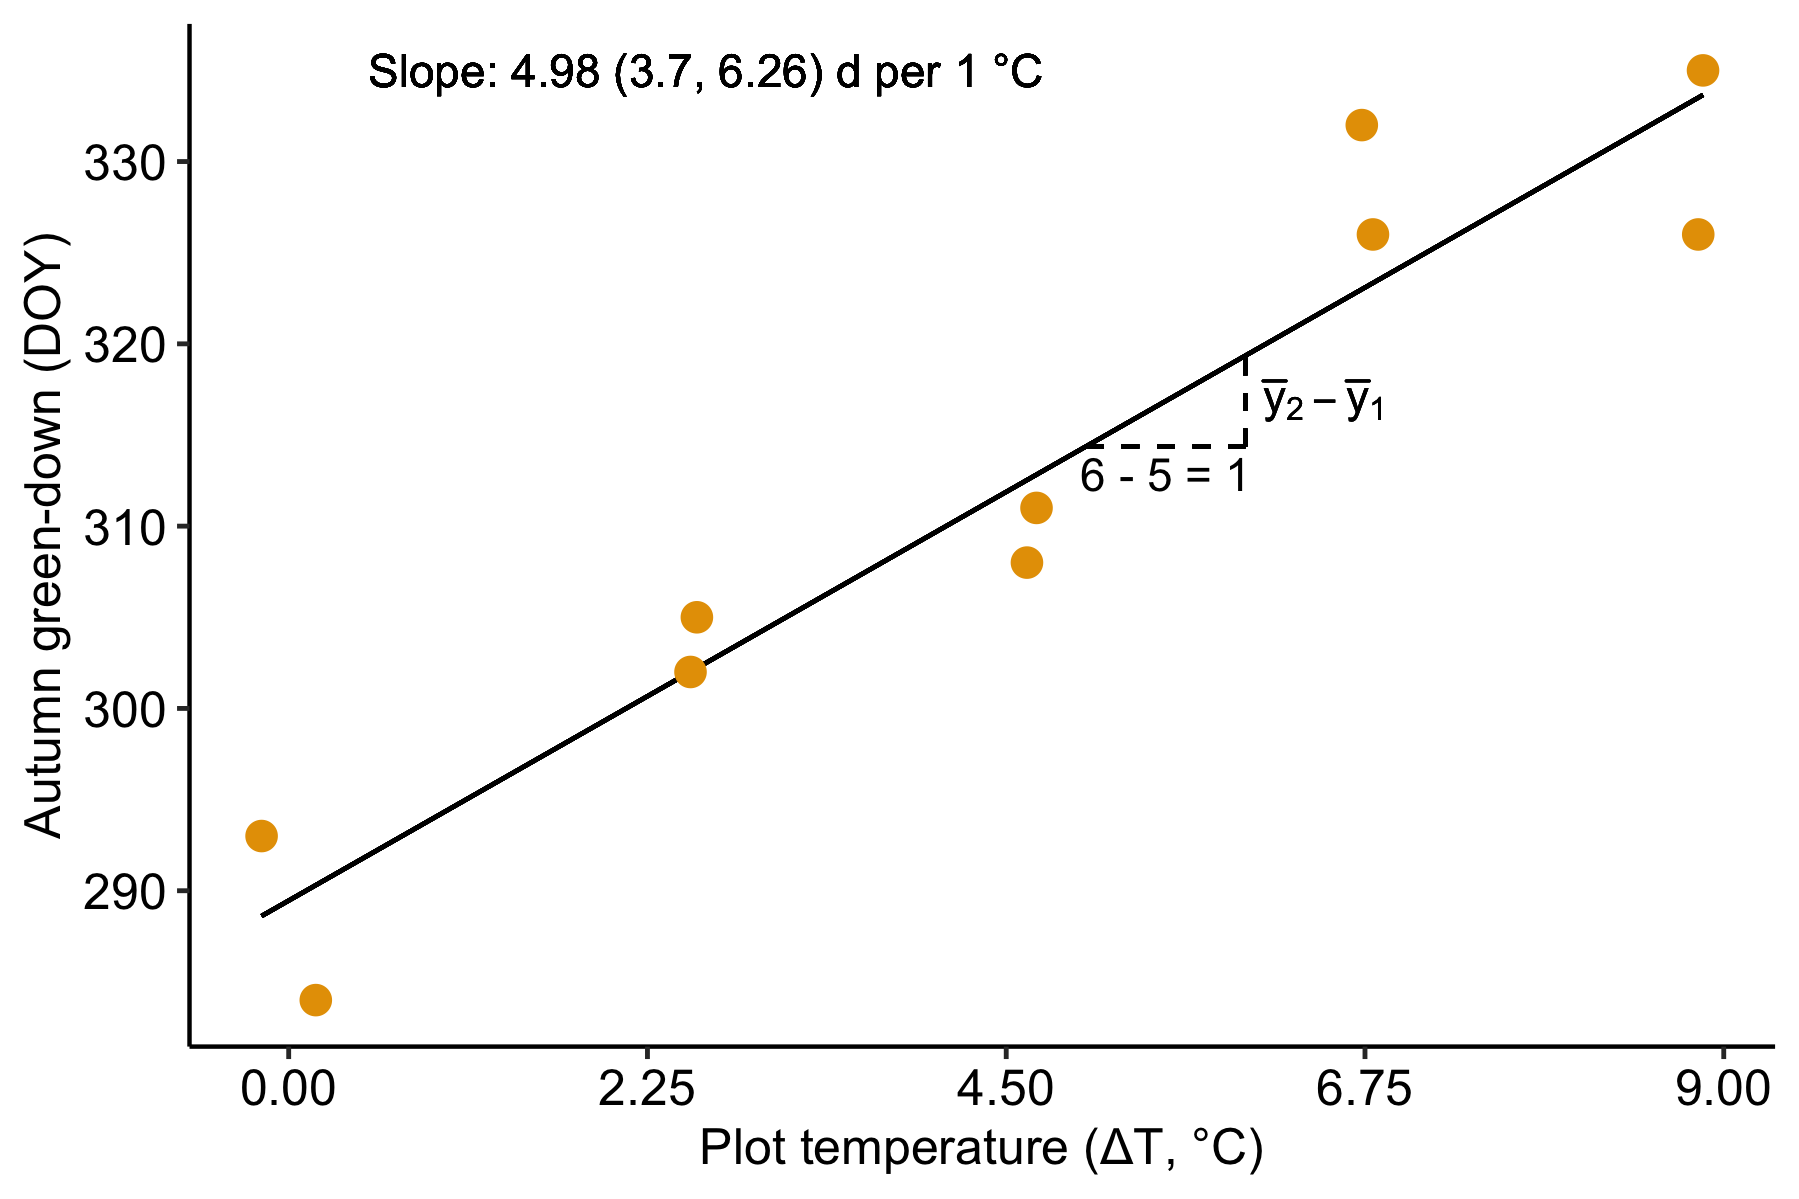 Slope: 4.98 (3.7, 6.26) d per 1 °C
330
320
310
300
290
Autumn green-down (DOY)
y̅₂ – y̅₁
6 - 5 = 1
0.00 2.25 4.50 6.75 9.00
Plot temperature (ΔT, °C)